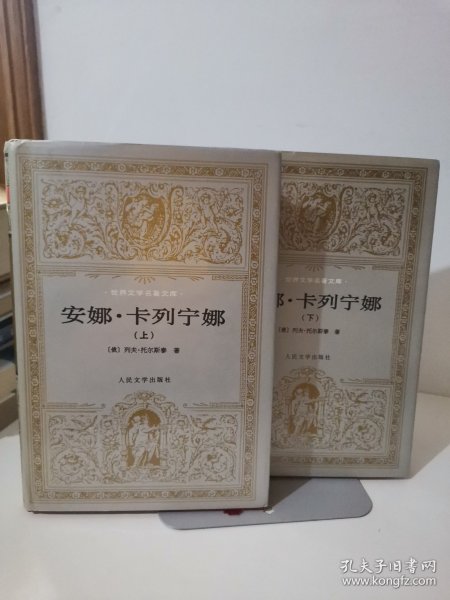 ·世界文学名著文库·
安娜·卡列宁娜
(上)
〔俄〕列夫·托尔斯泰 著
人民文学出版社
世界文学名著文库·
娜·卡列宁娜
(下)
〔俄〕列夫·托尔斯泰 著
人民文学出版社
孔夫子旧书网
www.kongfz.com